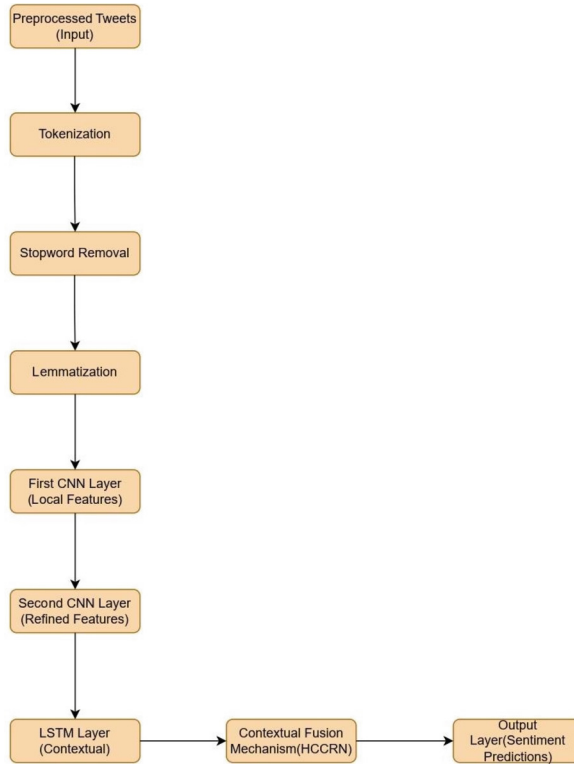 Preprocessed Tweets
(Input)
Tokenization
Stopword Removal
Lemmatization
First CNN Layer
(Local Features)
Second CNN Layer
(Refined Features)
LSTM Layer
(Contextual)
Contextual Fusion
Mechanism(HCCRN)
Output
Layer(Sentiment
Predictions)